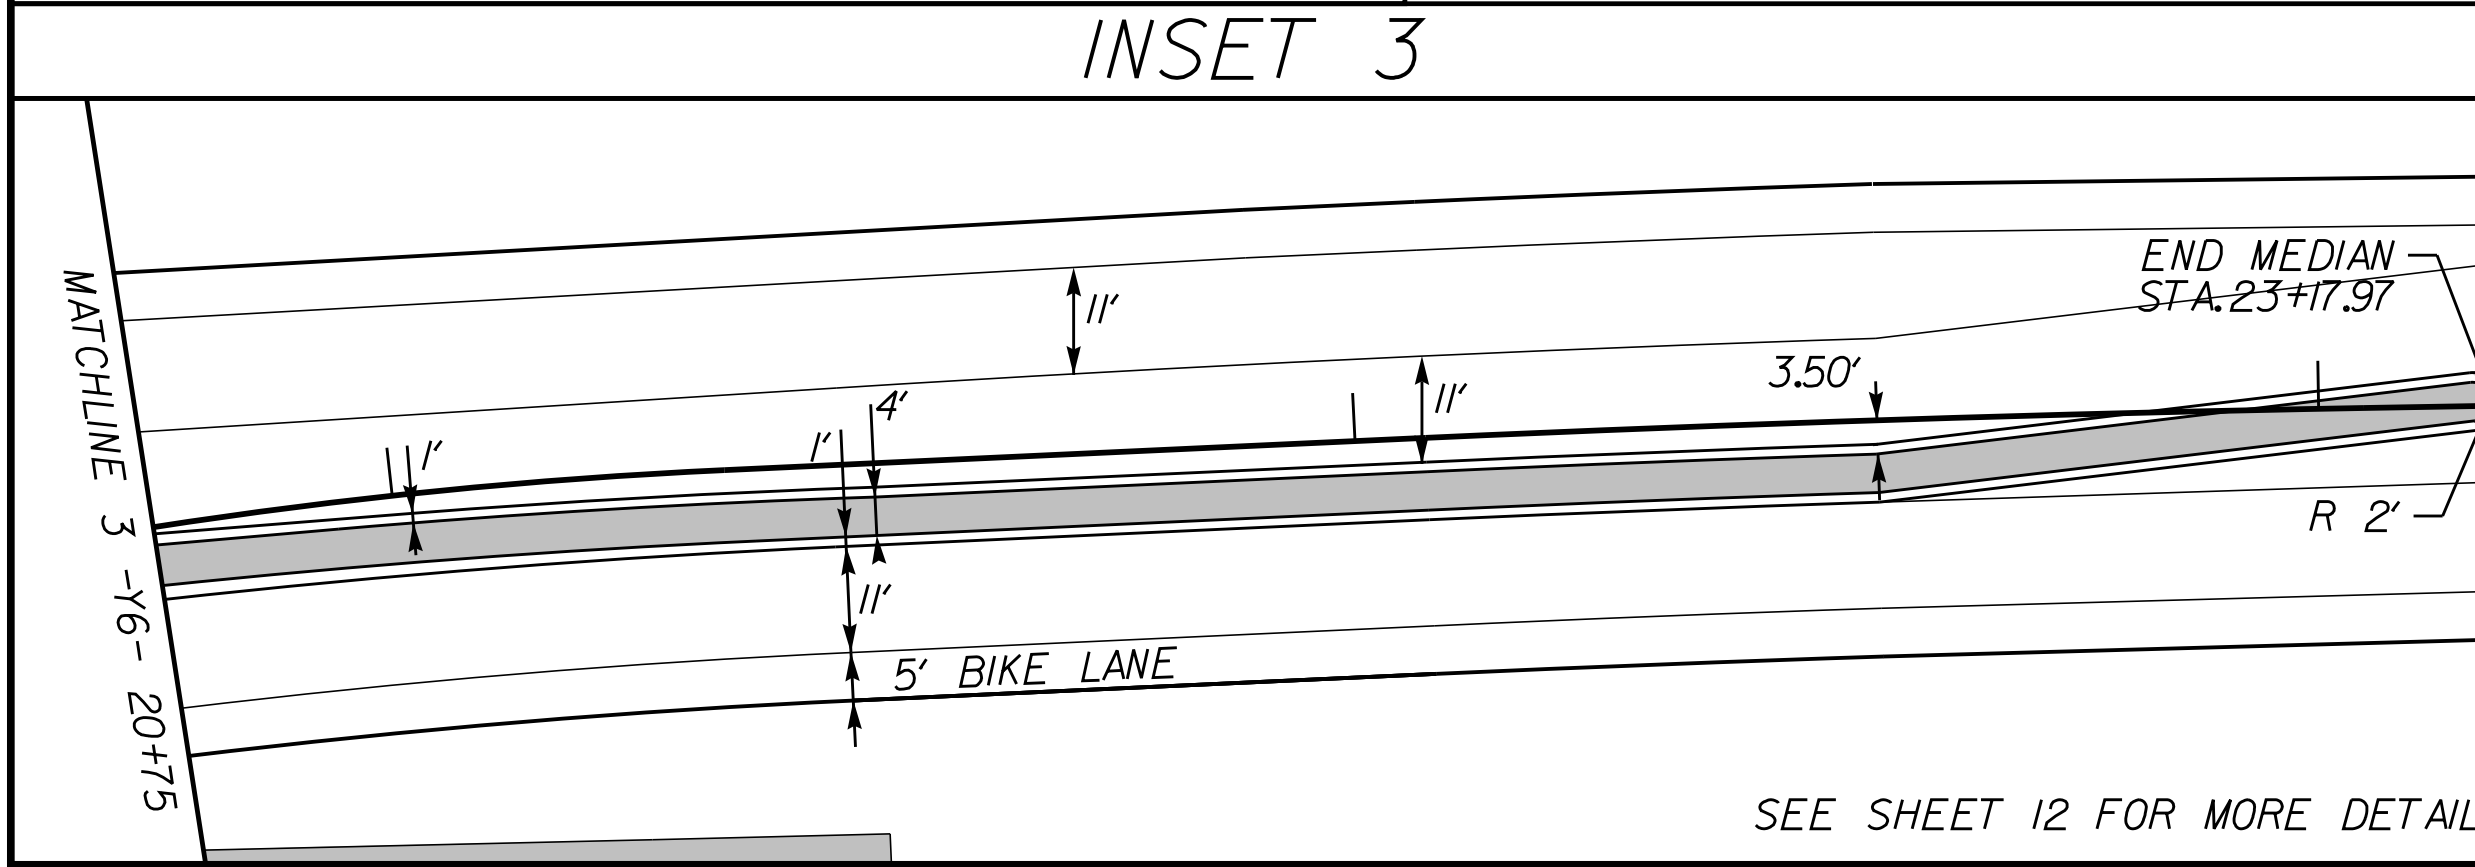 INSET 3
MATCHLINE 3 -Y6- 20+75
1'
1'
4'
11'
11'
11'
5' BIKE LANE
3.50'
END MEDIAN
STA.23+17.97
R 2'
SEE SHEET 12 FOR MORE DETAIL